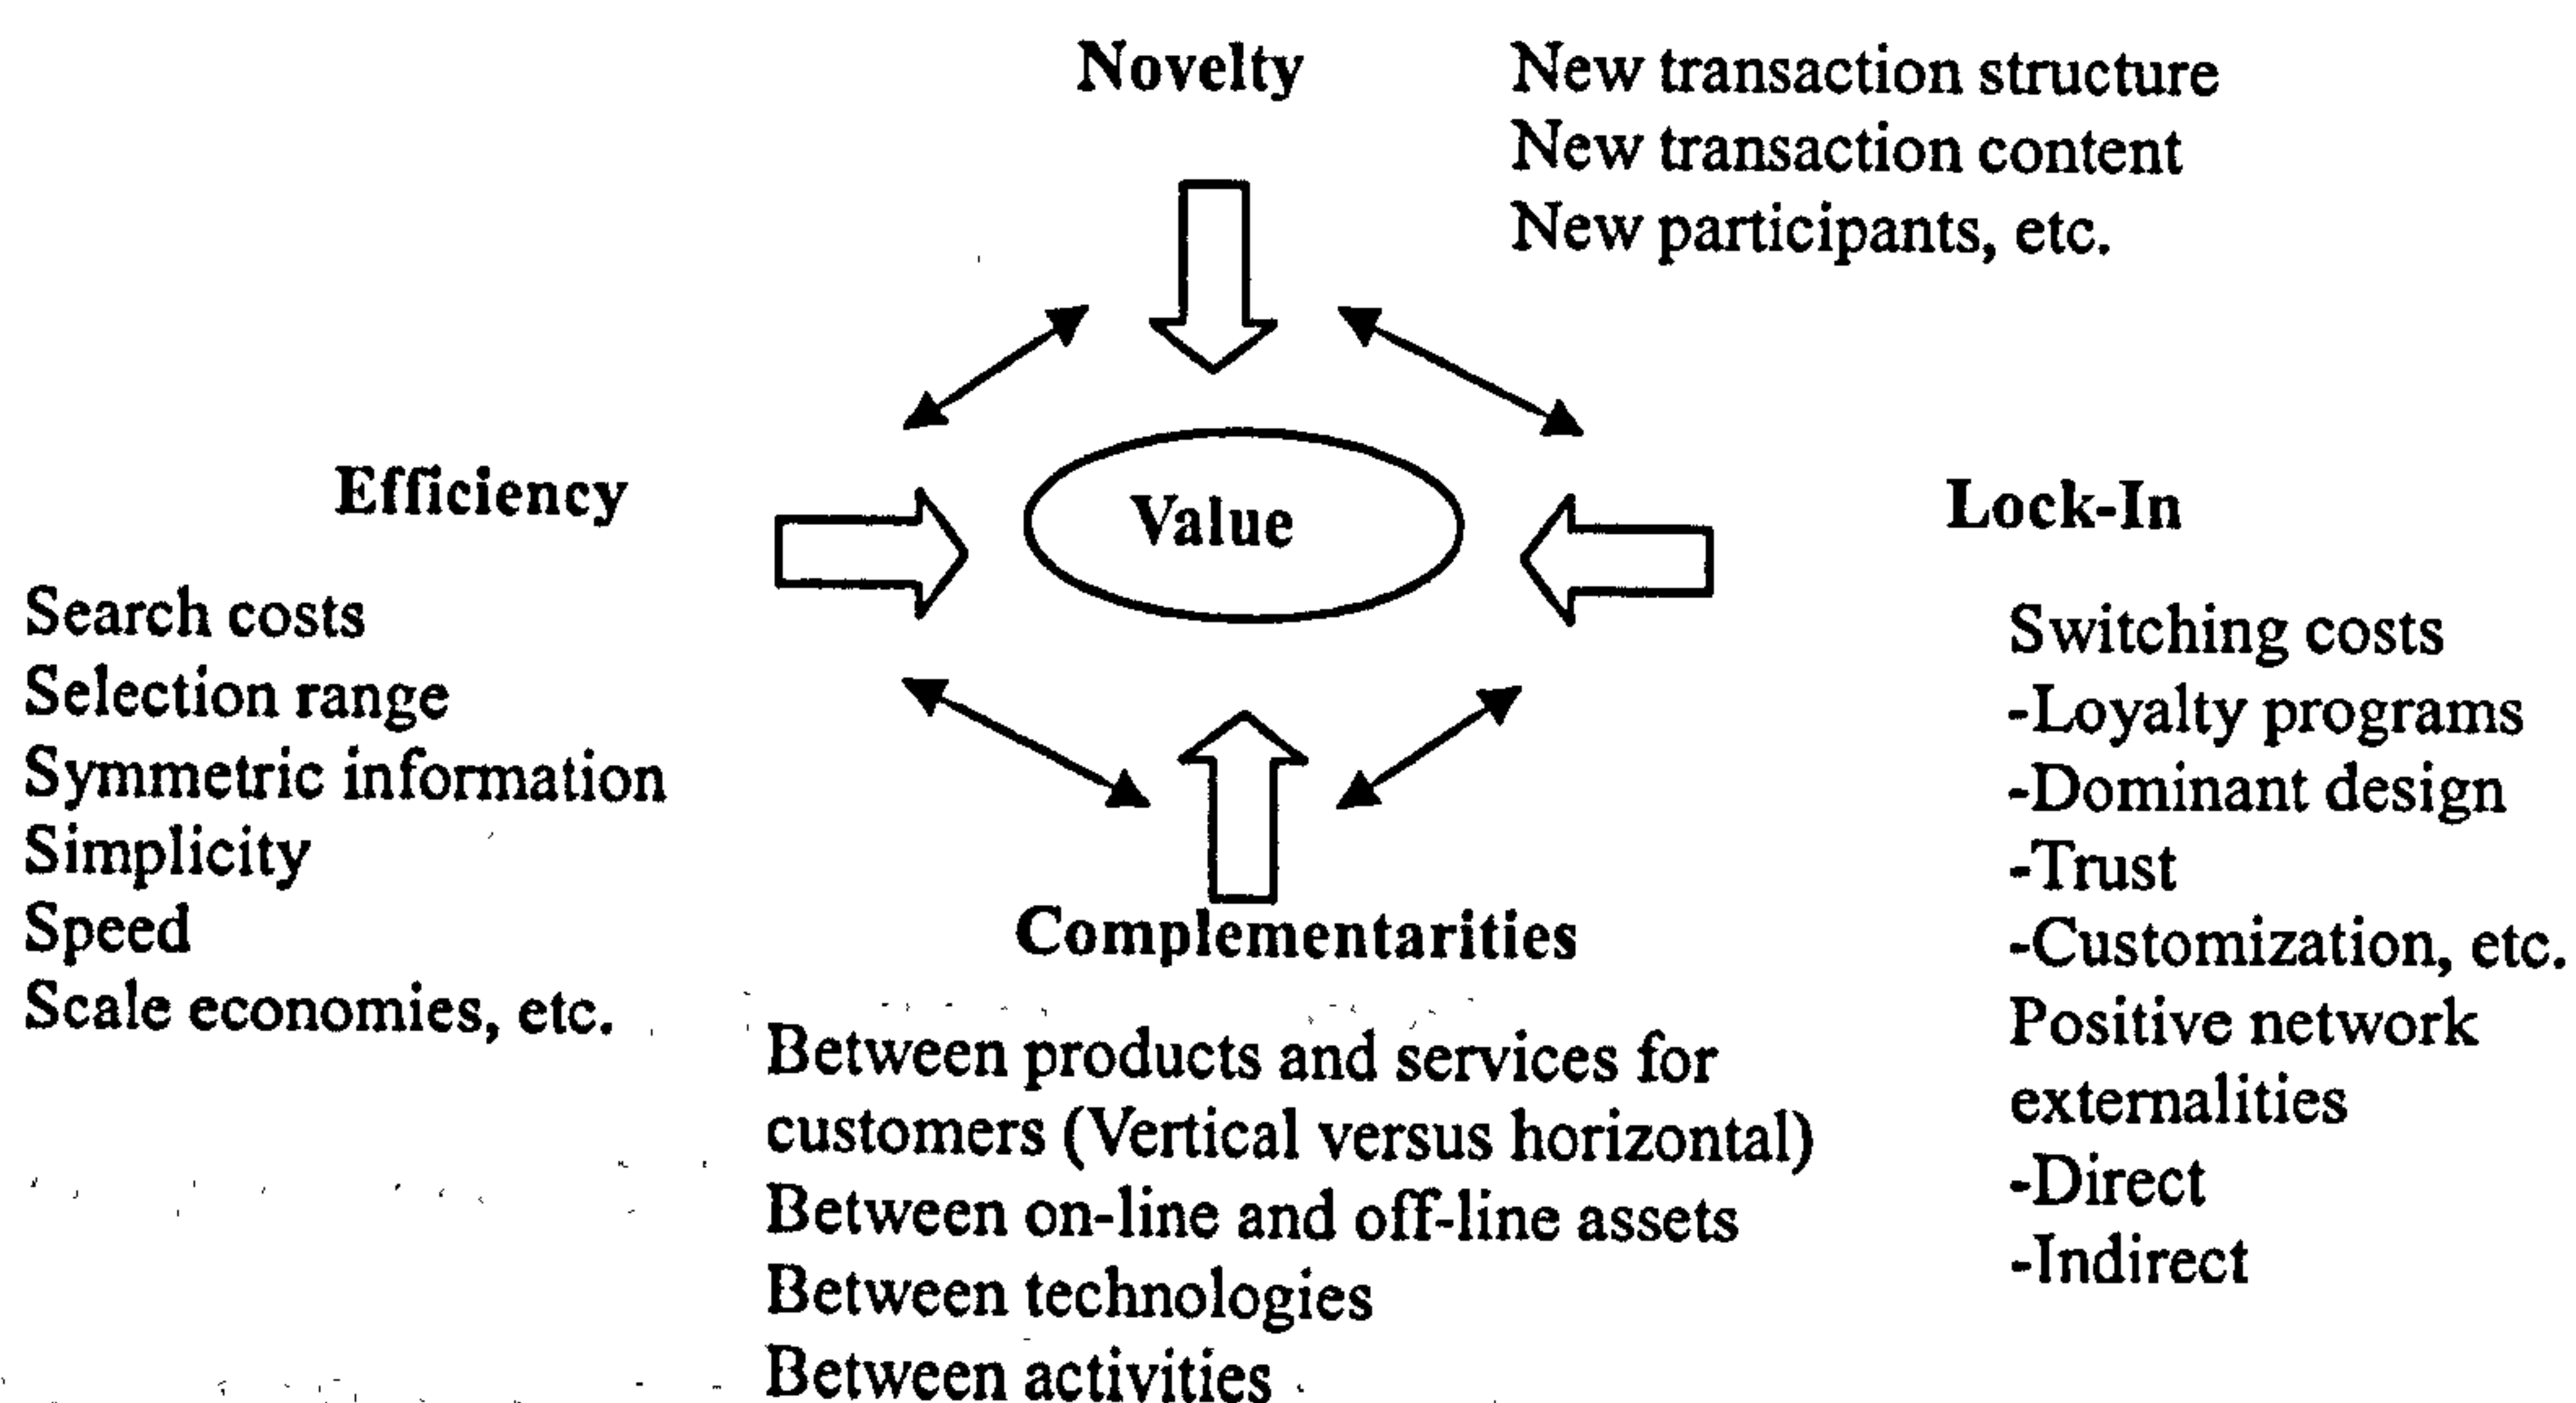 Novelty
New transaction structure
New transaction content
New participants, etc.
Efficiency
Search costs
Selection range
Symmetric information
Simplicity
Speed
Scale economies, etc.
Value
Lock-In
Switching costs
-Loyalty programs
-Dominant design
-Trust
-Customization, etc.
Positive network
externalities
-Direct
-Indirect
Complementarities
Between products and services for
customers (Vertical versus horizontal)
Between on-line and off-line assets
Between technologies
Between activities